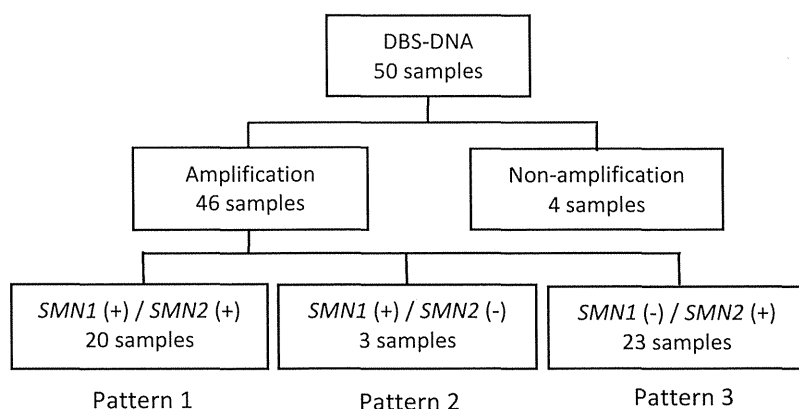 DBS-DNA
50 samples
Amplification
46 samples
Non-amplification
4 samples
SMN1 (+) / SMN2 (+)
20 samples
SMN1 (+) / SMN2 (-)
3 samples
SMN1 (-) / SMN2 (+)
23 samples
Pattern 1
Pattern 2
Pattern 3